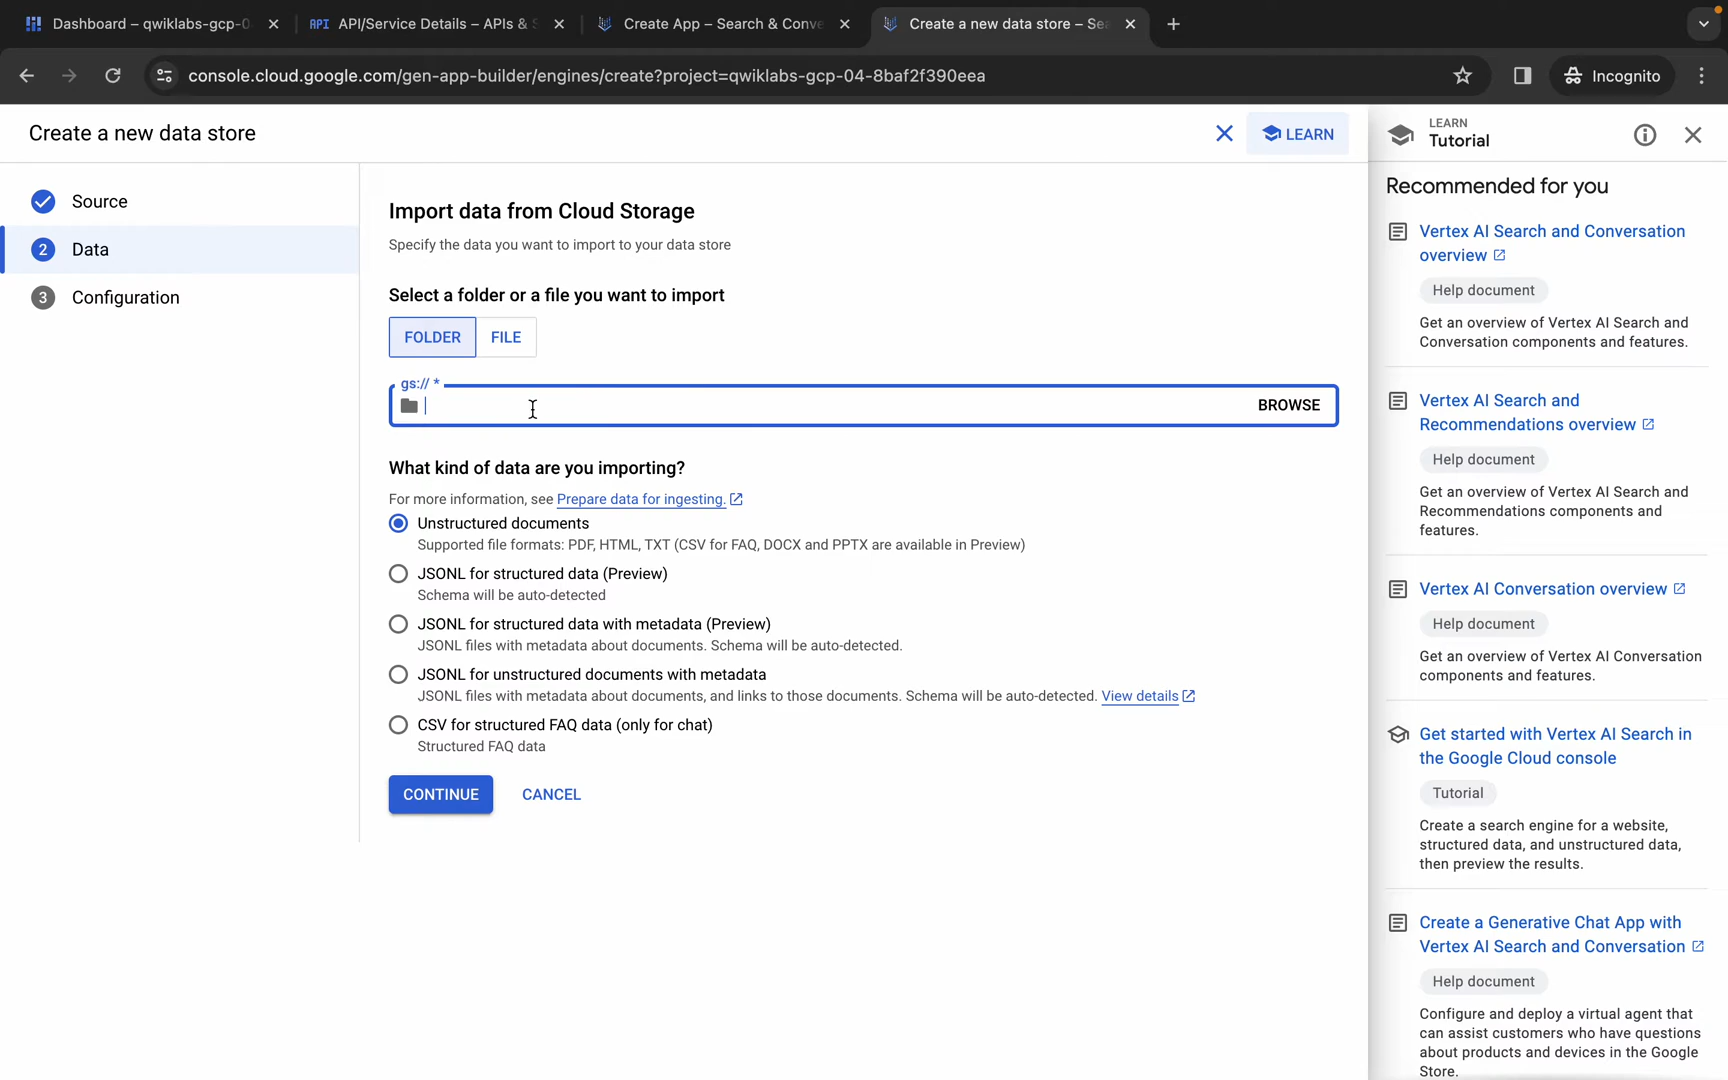 Dashboard – qwiklabs-gcp-0
API API/Service Details – APIs & S
Create App – Search & Conve
Create a new data store – Sea
console.cloud.google.com/gen-app-builder/engines/create?project=qwiklabs-gcp-04-8baf2f390eea
Incognito
Create a new data store
LEARN
Source
2 Data
3 Configuration
Import data from Cloud Storage
Specify the data you want to import to your data store
Select a folder or a file you want to import
FOLDER FILE
gs:// *
BROWSE
What kind of data are you importing?
For more information, see Prepare data for ingesting.
Unstructured documents
Supported file formats: PDF, HTML, TXT (CSV for FAQ, DOCX and PPTX are available in Preview)
JSONL for structured data (Preview)
Schema will be auto-detected
JSONL for structured data with metadata (Preview)
JSONL files with metadata about documents. Schema will be auto-detected.
JSONL for unstructured documents with metadata
JSONL files with metadata about documents, and links to those documents. Schema will be auto-detected. View details
CSV for structured FAQ data (only for chat)
Structured FAQ data
CONTINUE CANCEL
LEARN
Tutorial
Recommended for you
Vertex AI Search and Conversation
overview
Help document
Get an overview of Vertex AI Search and
Conversation components and features.
Vertex AI Search and
Recommendations overview
Help document
Get an overview of Vertex AI Search and
Recommendations components and
features.
Vertex AI Conversation overview
Help document
Get an overview of Vertex AI Conversation
components and features.
Get started with Vertex AI Search in
the Google Cloud console
Tutorial
Create a search engine for a website,
structured data, and unstructured data,
then preview the results.
Create a Generative Chat App with
Vertex AI Search and Conversation
Help document
Configure and deploy a virtual agent that
can assist customers who have questions
about products and devices in the Google
Store.